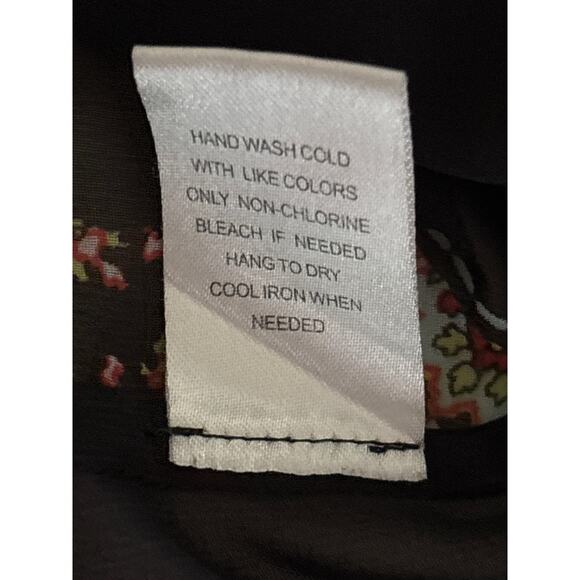 HAND WASH COLD
WITH LIKE COLORS
ONLY NON-CHLORINE
BLEACH IF NEEDED
HANG TO DRY
COOL IRON WHEN
NEEDED